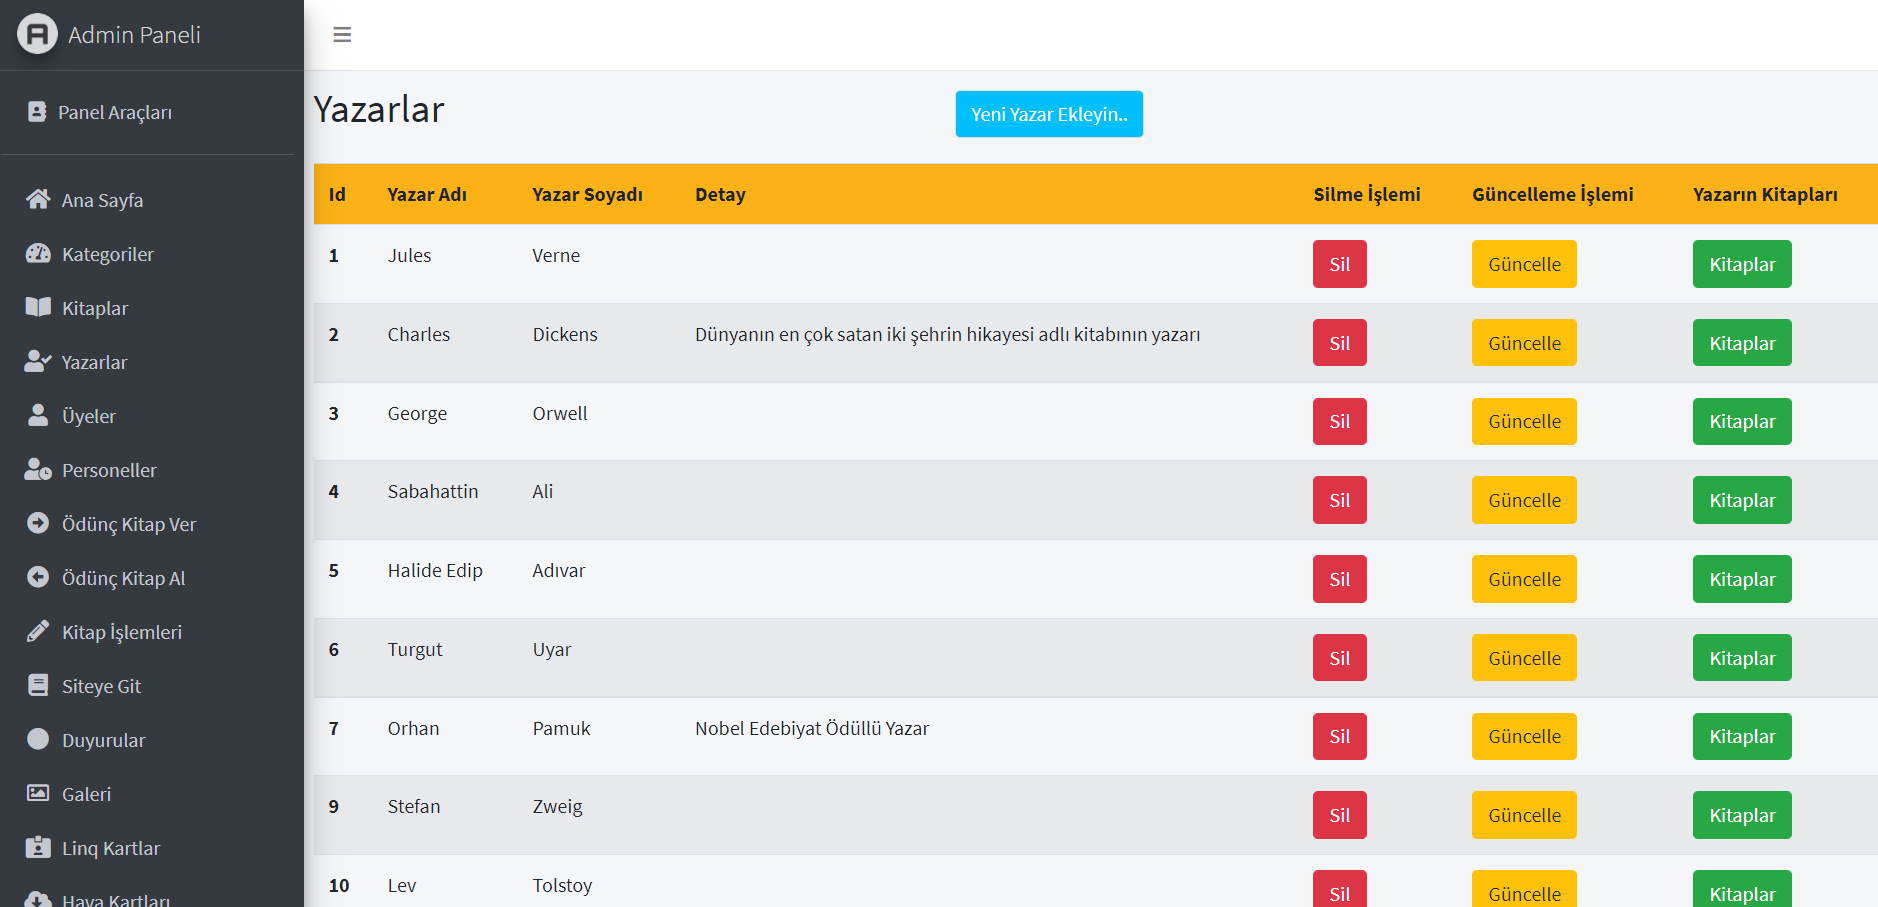 Admin Paneli
Panel Araçları
Ana Sayfa
Kategoriler
Kitaplar
Yazarlar
Üyeler
Personeller
Ödünç Kitap Ver
Ödünç Kitap Al
Kitap İşlemleri
Siteye Git
Duyurular
Galeri
Linq Kartlar
Hava Kartları
Yazarlar
Yeni Yazar Ekleyin..
Id Yazar Adı Yazar Soyadı Detay Silme İşlemi Güncelleme İşlemi Yazarın Kitapları
1 Jules Verne Sil Güncelle Kitaplar
2 Charles Dickens Dünyanın en çok satan iki şehrin hikayesi adlı kitabının yazarı Sil Güncelle Kitaplar
3 George Orwell Sil Güncelle Kitaplar
4 Sabahattin Ali Sil Güncelle Kitaplar
5 Halide Edip Adıvar Sil Güncelle Kitaplar
6 Turgut Uyar Sil Güncelle Kitaplar
7 Orhan Pamuk Nobel Edebiyat Ödüllü Yazar Sil Güncelle Kitaplar
9 Stefan Zweig Sil Güncelle Kitaplar
10 Lev Tolstoy Sil Güncelle Kitaplar